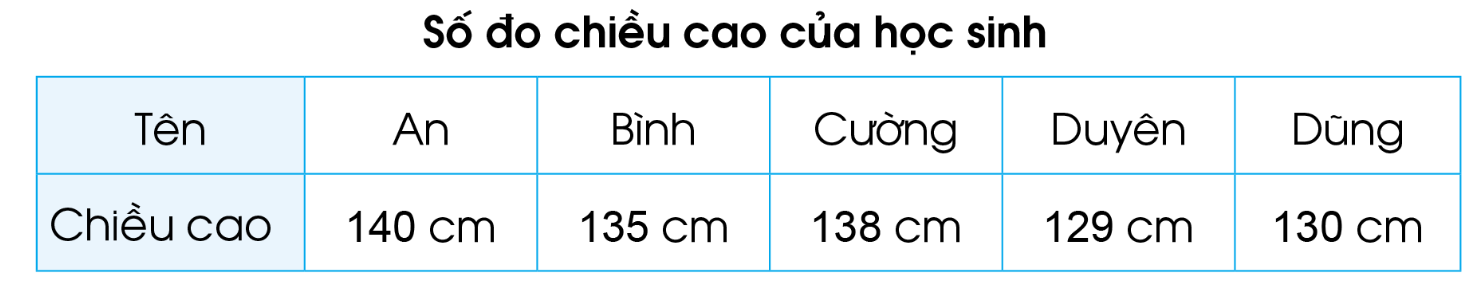 Số đo chiều cao của học sinh
Tên An Bình Cường Duyên Dũng
Chiều cao 140 cm 135 cm 138 cm 129 cm 130 cm